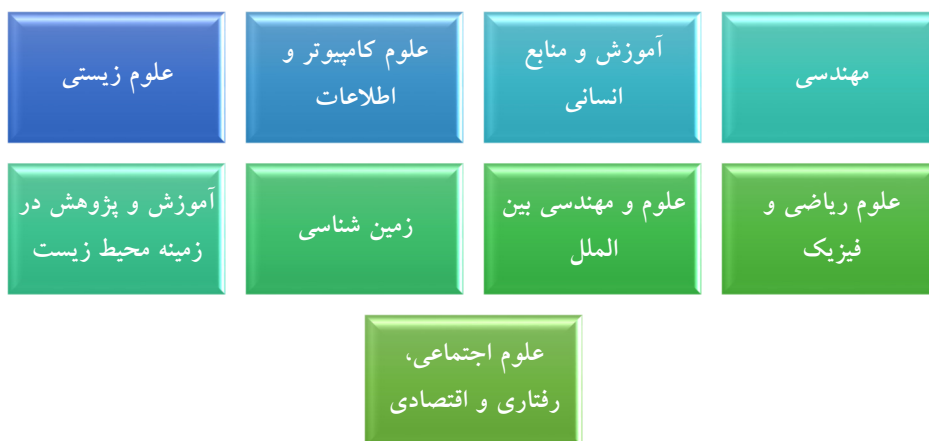 مهندسی
آموزش و منابع
انسانی
علوم کامپیوتر و
اطلاعات
علوم زیستی
علوم ریاضی و
فیزیک
علوم و مهندسی بین
الملل
زمین شناسی
آموزش و پژوهش در
زمینه محیط زیست
علوم اجتماعی،
رفتاری و اقتصادی